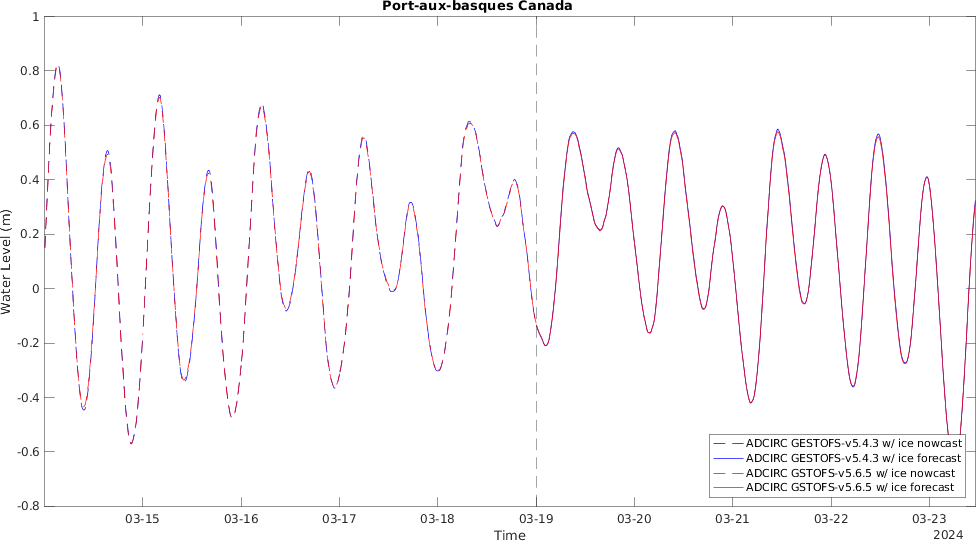 Port-aux-basques Canada
1
0.8
0.6
0.4
0.2
0
-0.2
-0.4
-0.6
-0.8
Water Level (m)
ADCIRC GESTOFS-v5.4.3 w/ ice nowcast
ADCIRC GESTOFS-v5.4.3 w/ ice forecast
ADCIRC GSTOFS-v5.6.5 w/ ice nowcast
ADCIRC GSTOFS-v5.6.5 w/ ice forecast
03-15 03-16 03-17 03-18 03-19 03-20 03-21 03-22 03-23
Time
2024